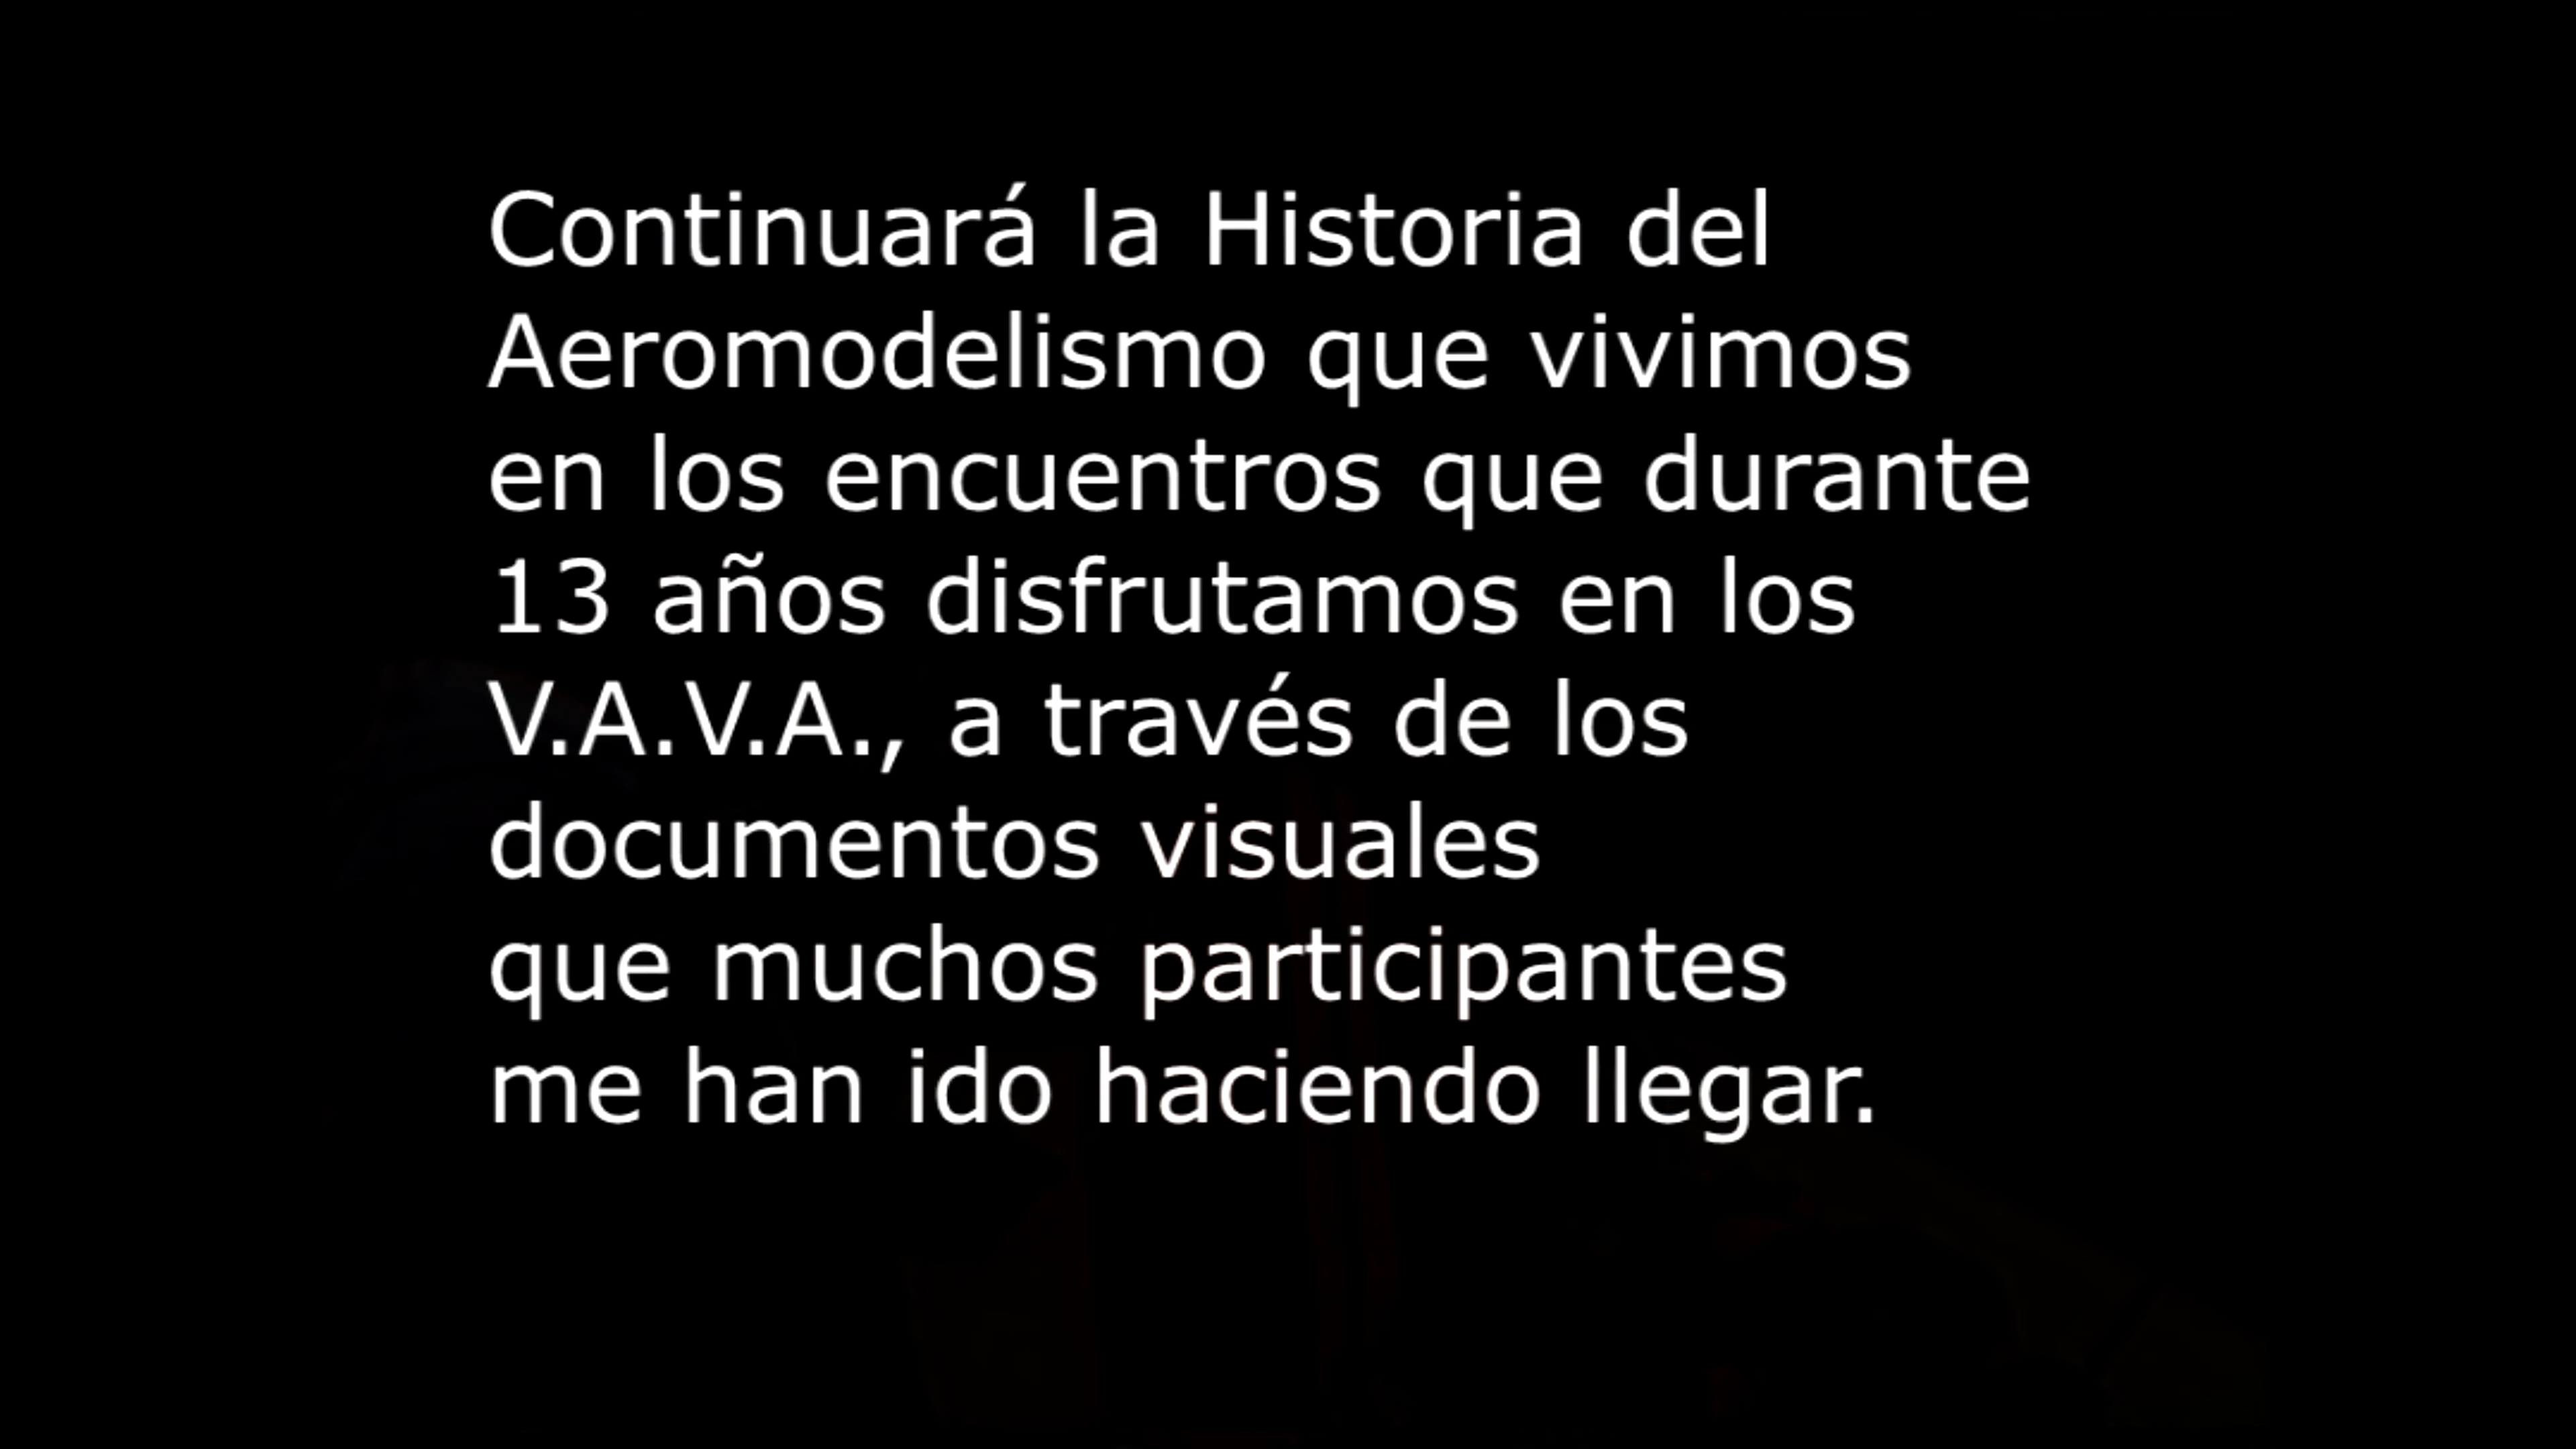 Continuará la Historia del
Aeromodelismo que vivimos
en los encuentros que durante
13 años disfrutamos en los
V.A.V.A., a través de los
documentos visuales
que muchos participantes
me han ido haciendo llegar.